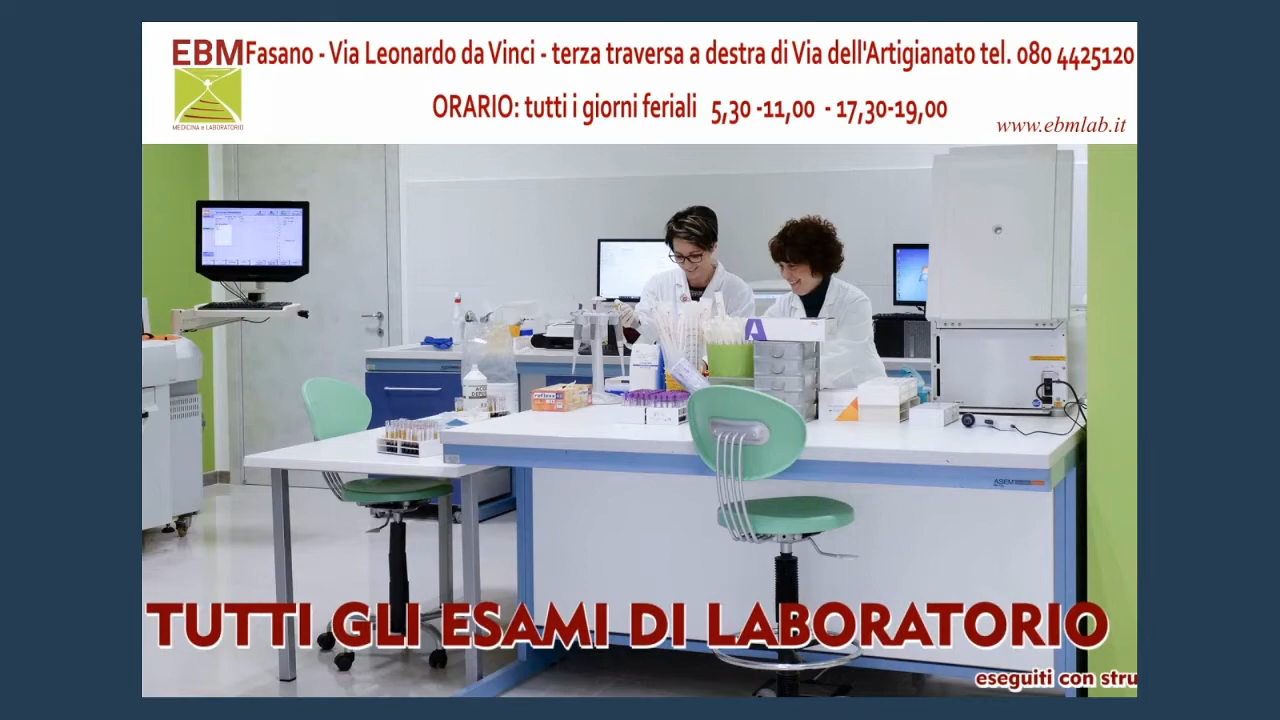 EBM Fasano - Via Leonardo da Vinci - terza traversa a destra di Via dell'Artigianato tel. 080 4425120
MEDICINA e LABORATORIO
ORARIO: tutti i giorni feriali 5,30 -11,00 - 17,30-19,00
www.ebmlab.it
A
ASEM
TUTTI GLI ESAMI DI LABORATORIO
eseguiti con stru